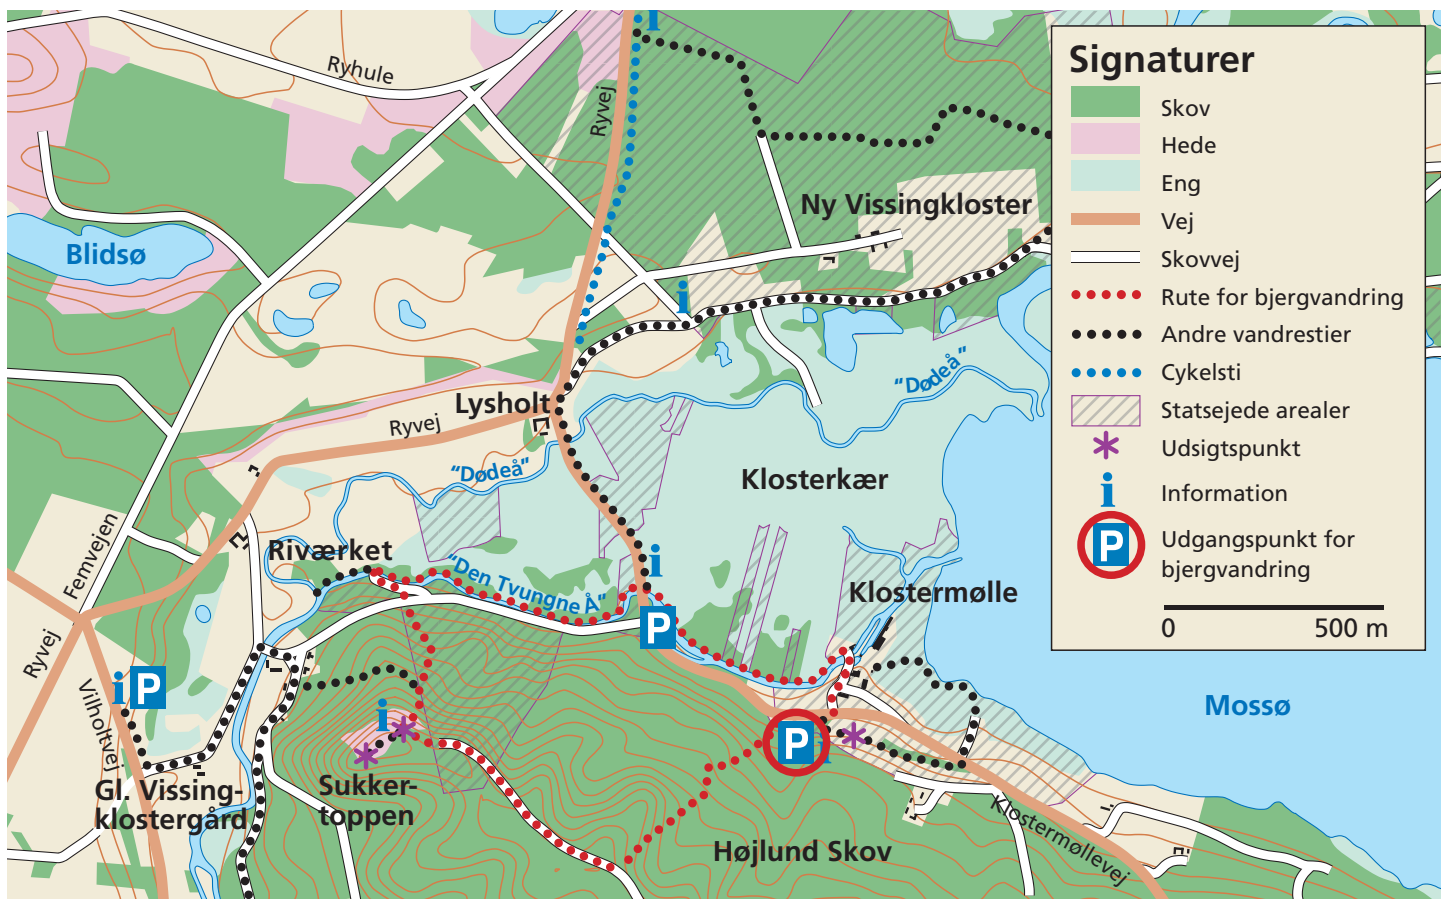 Ryhule
Ryvej
i
Ny Vissingkloster
Blidsø
i
"Dødeå"
Lysholt
Ryvej
"Dødeå"
Klosterkær
Femvejen
Riværket
"Den Tvungne Å"
i
Klostermølle
P
Ryvej
i P
Vilholtvej
i
Mossø
P
i
Gl. Vissing-
klostergård
Sukker-
toppen
Højlund Skov
Klostermøllevej
Signaturer
Skov
Hede
Eng
Vej
Skovvej
Rute for bjergvandring
Andre vandrestier
Cykelsti
Statsejede arealer
Udsigtspunkt
i Information
P Udgangspunkt for
bjergvandring
0 500 m